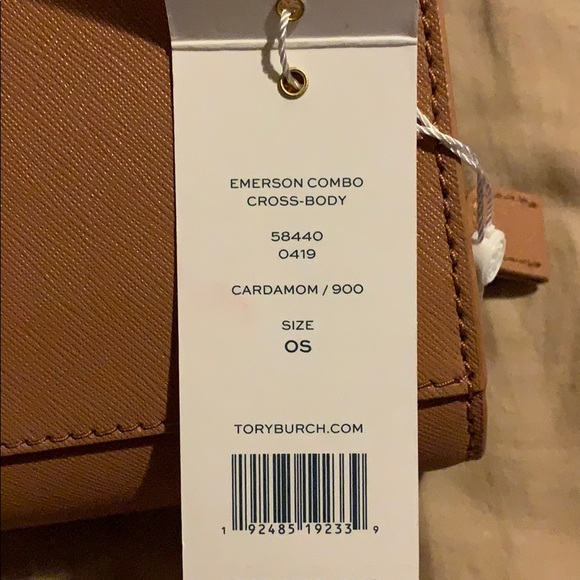 EMERSON COMBO
CROSS-BODY
58440
0419
CARDAMOM / 900
SIZE
OS
TORYBURCH.COM
1 92485 19233 9